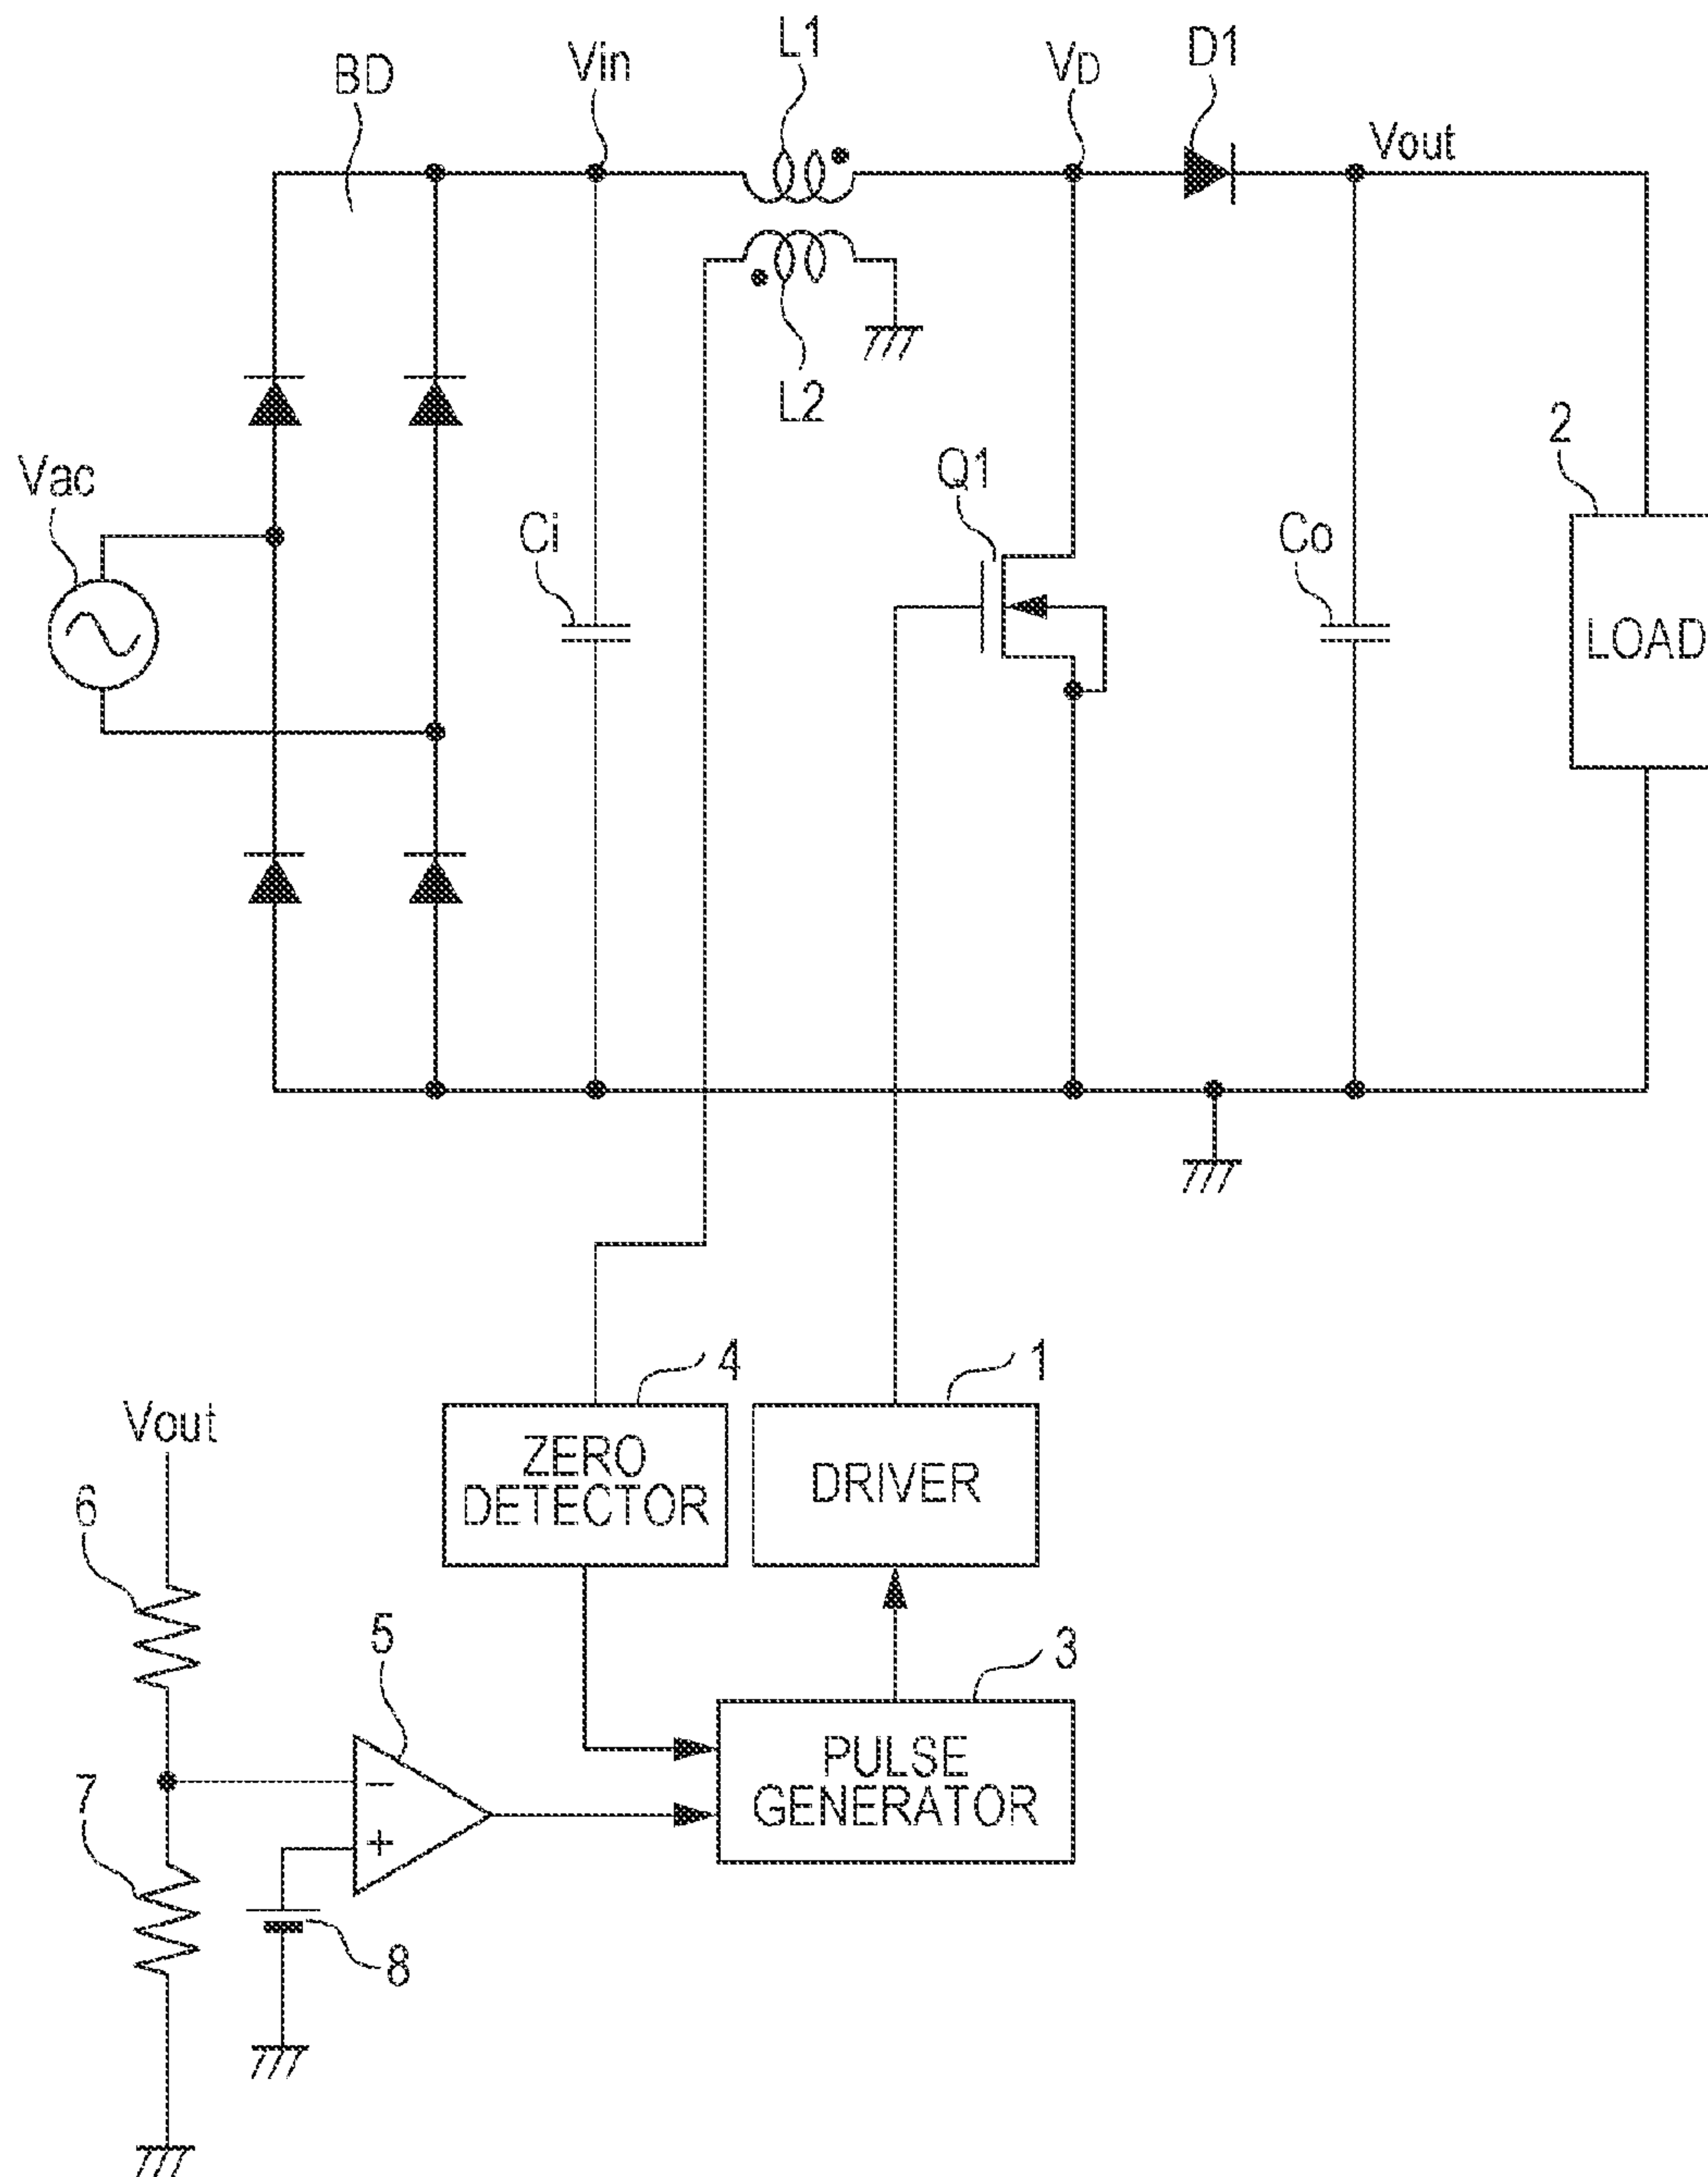 L1
D1
BD
Vin
VD
Vout
L2
2
Vac
Q1
Ci
Co
LOAD
4
1
Vout
ZERO
DETECTOR
DRIVER
6
5
3
PULSE
GENERATOR
7
−
+
8